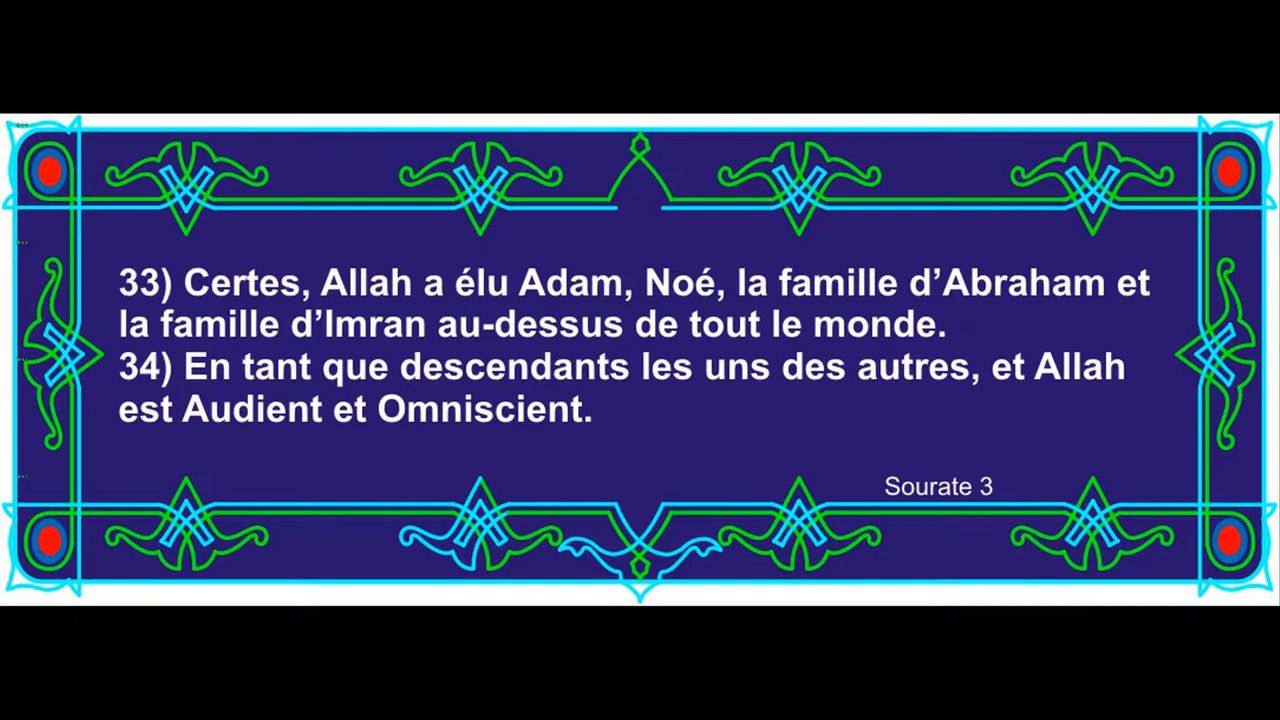 33) Certes, Allah a élu Adam, Noé, la famille d’Abraham et
la famille d’Imran au-dessus de tout le monde.
34) En tant que descendants les uns des autres, et Allah
est Audient et Omniscient.
Sourate 3